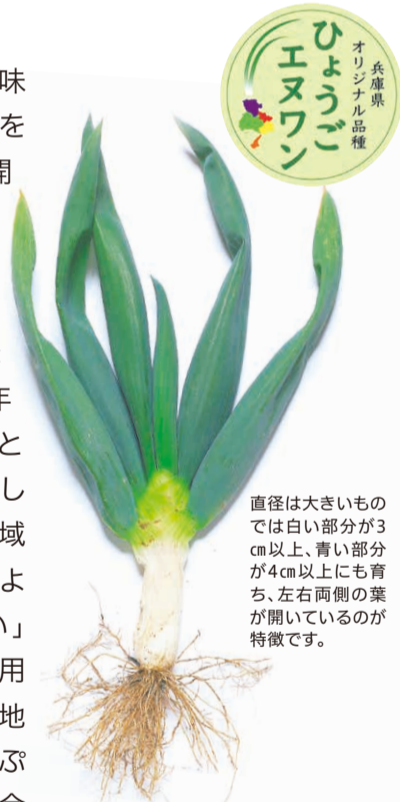 兵庫県
オリジナル品種
ひょうご
エヌワン
味
を
開
年
と
し
域
よ
い」
用
地
ぷ
直径は大きいもの
では白い部分が3
㎝以上、青い部分
が4㎝以上にも育
ち、左右両側の葉
が開いているのが
特徴です。